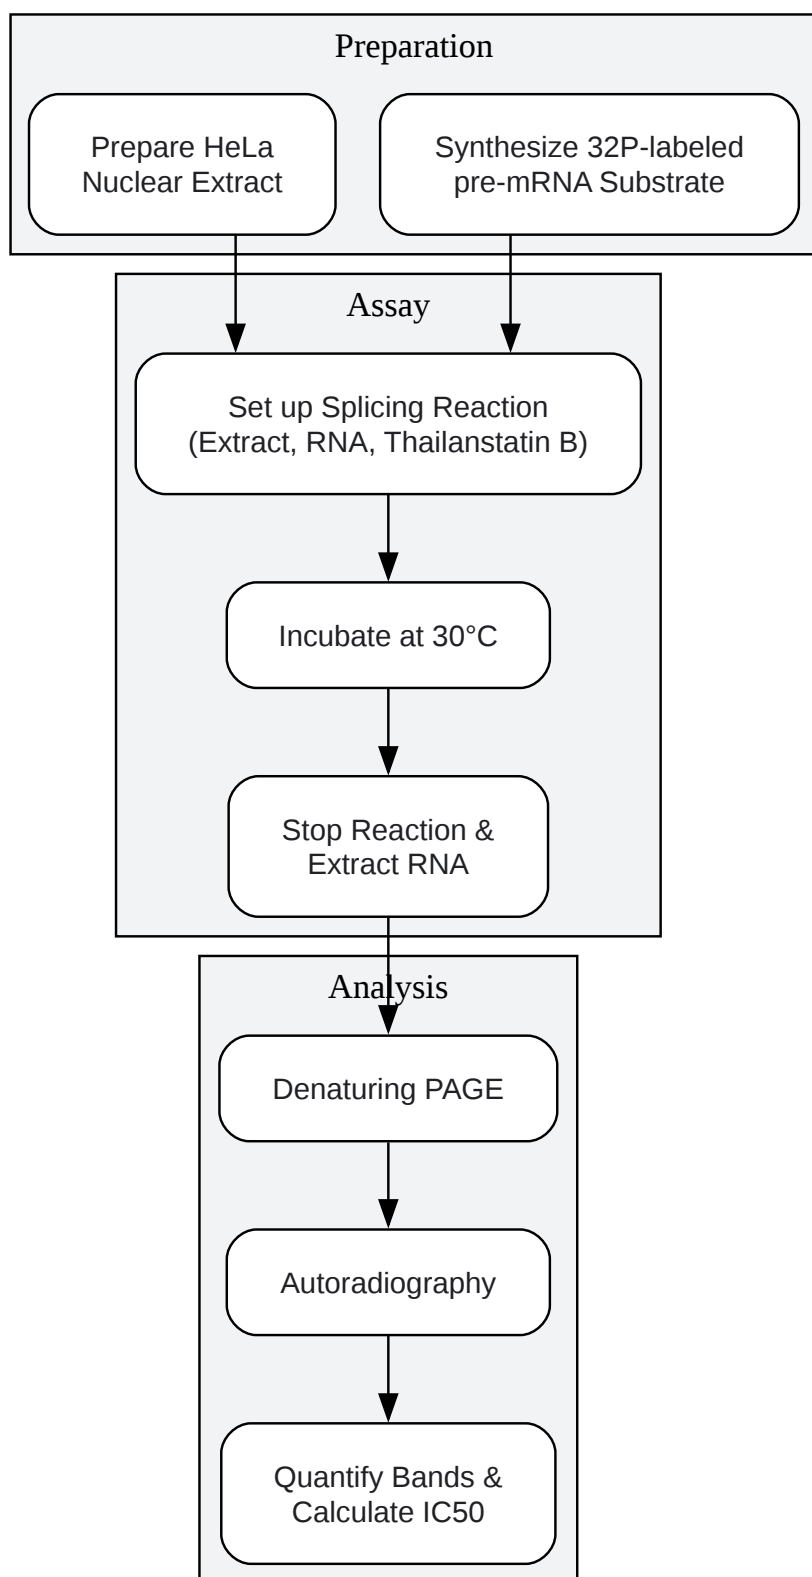 Preparation
Prepare HeLa
Nuclear Extract
Synthesize 32P-labeled
pre-mRNA Substrate
Assay
Set up Splicing Reaction
(Extract, RNA, Thailanstatin B)
Incubate at 30°C
Stop Reaction &
Extract RNA
Analysis
Denaturing PAGE
Autoradiography
Quantify Bands &
Calculate IC50